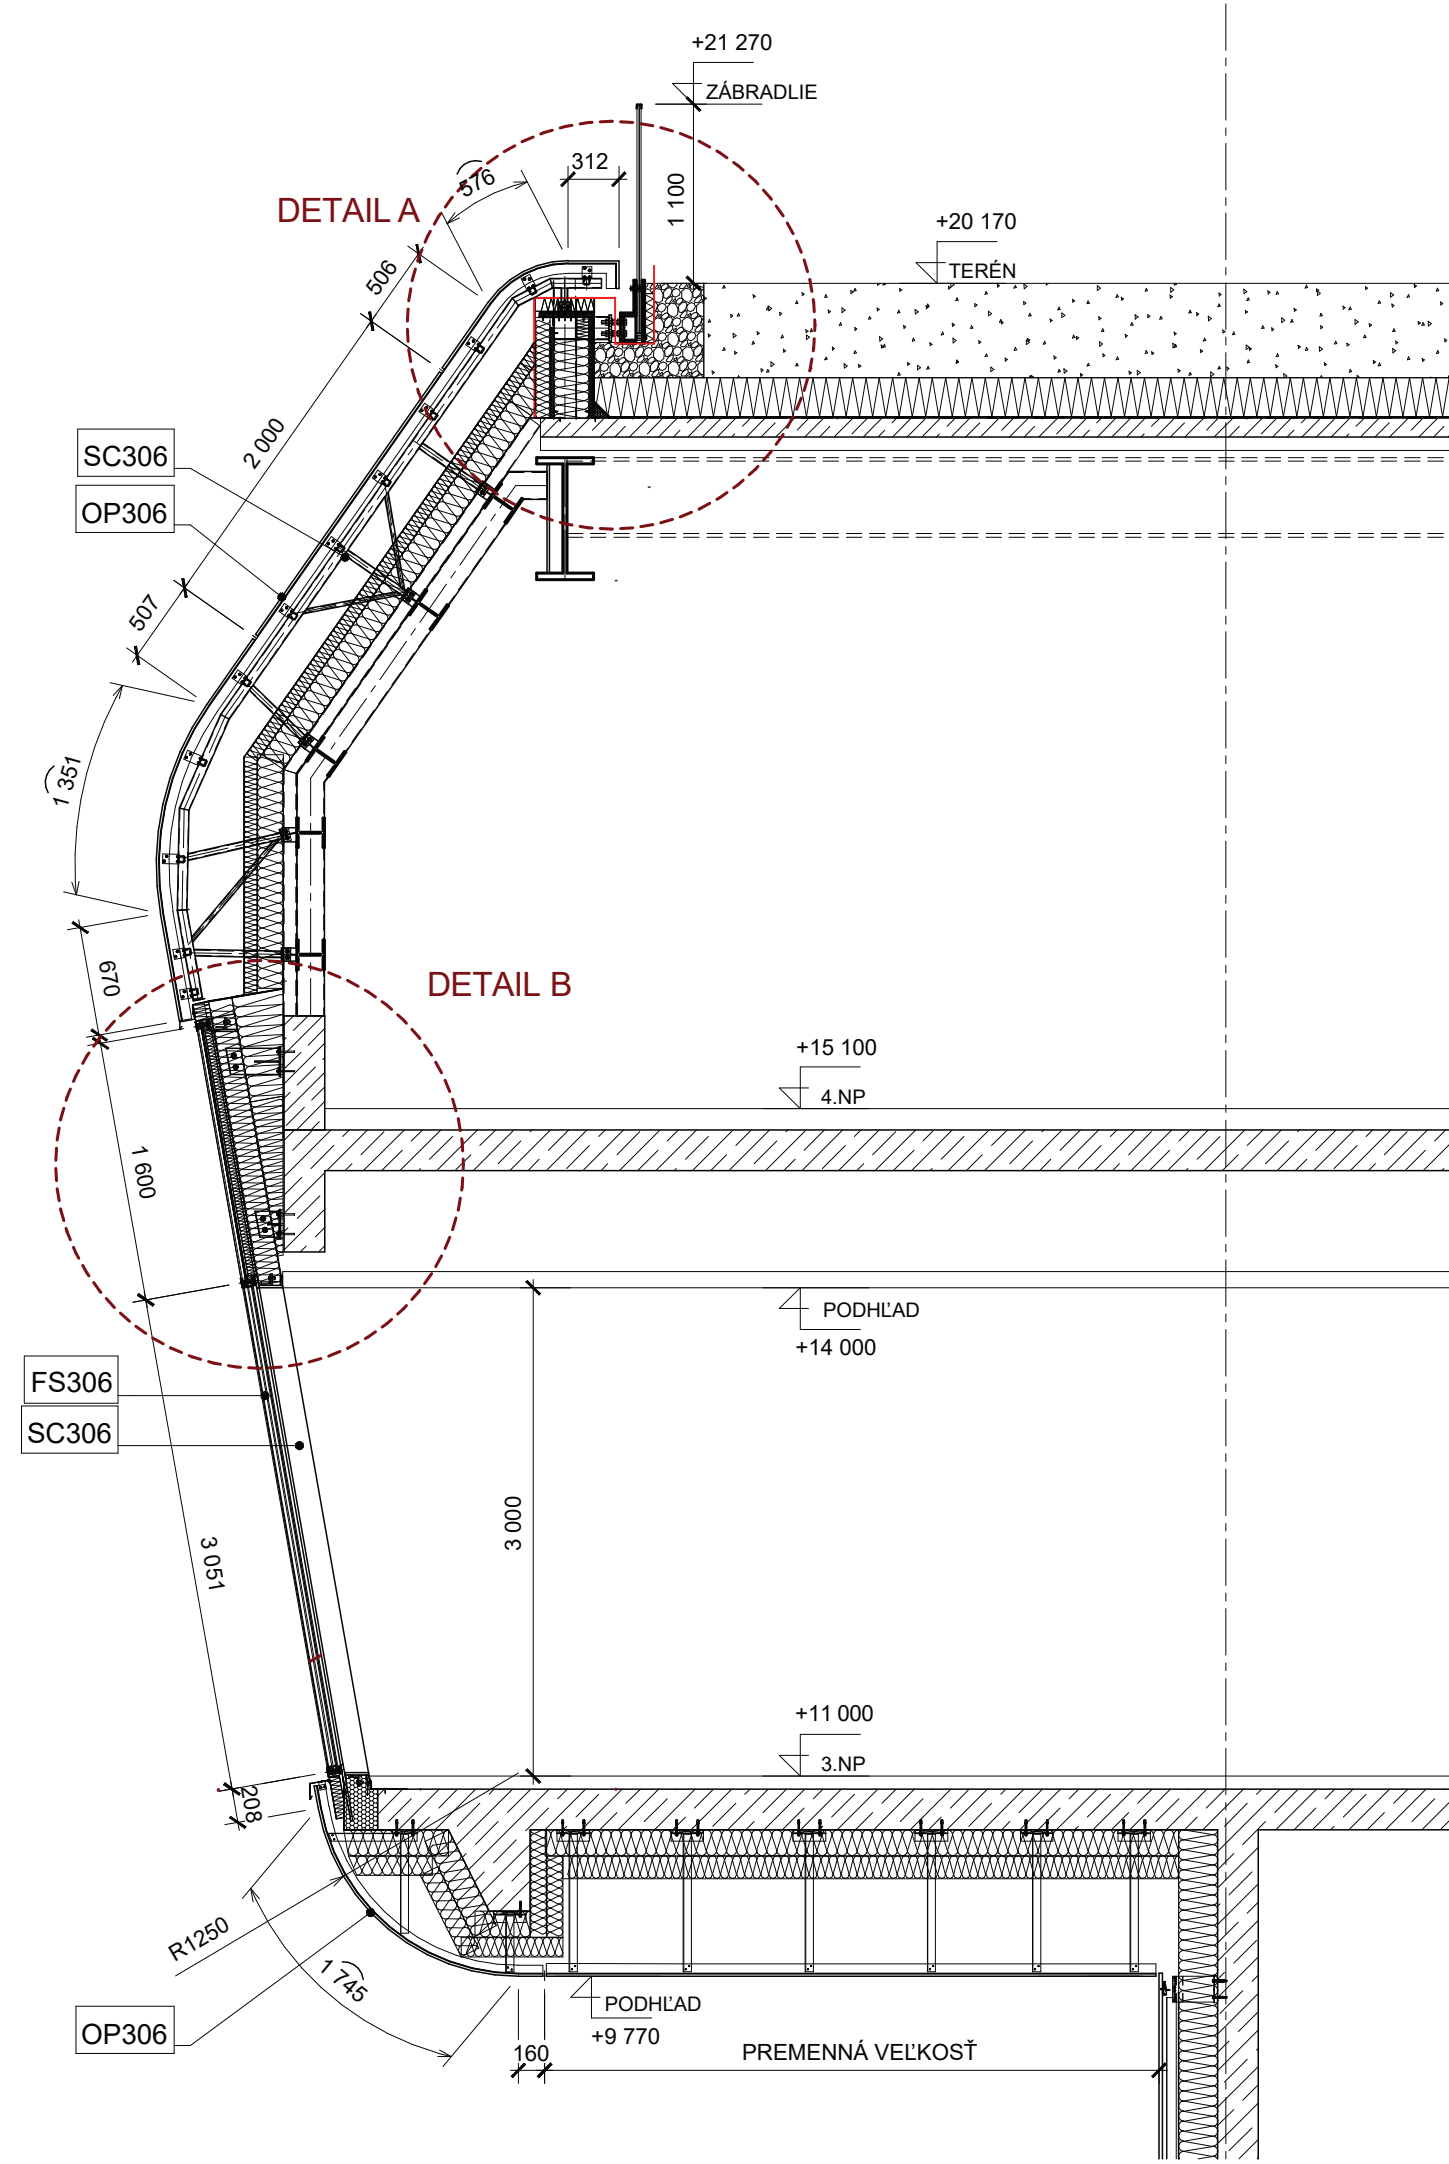 +21 270
ZÁBRADLIE
312
576
DETAIL A
1 100
+20 170
TERÉN
506
2 000
SC306
OP306
507
1 351
670
DETAIL B
+15 100
4.NP
1 600
PODHĽAD
+14 000
FS306
SC306
3 000
3 051
+11 000
3.NP
208
R1250
1 745
OP306
PODHĽAD
+9 770
160
PREMENNÁ VEĽKOSŤ